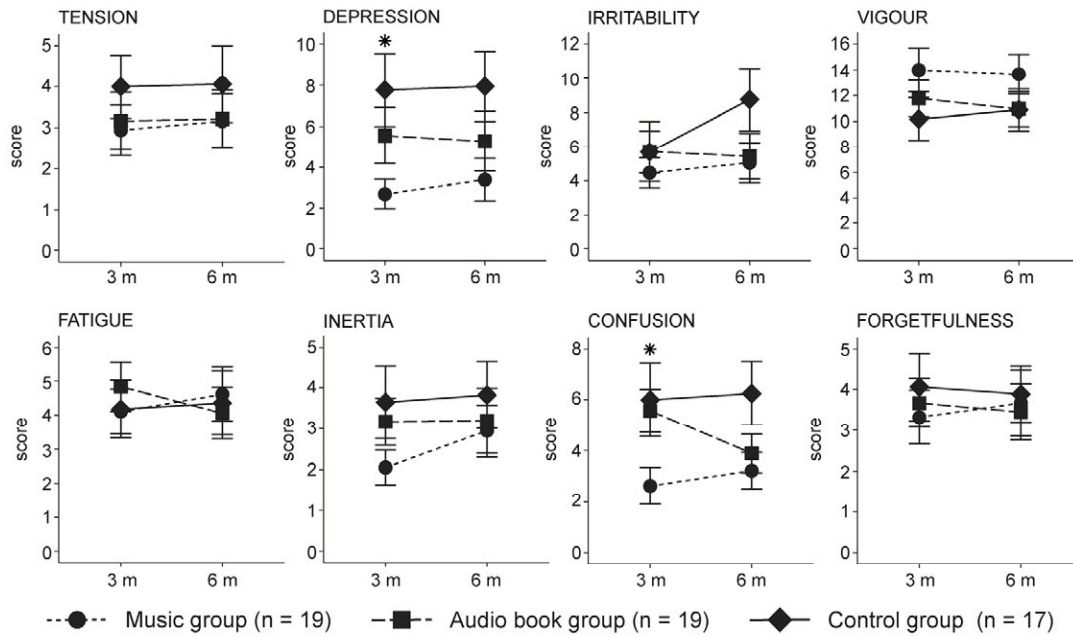 TENSION
score
5
4
3
2
1
0
3 m 6 m
DEPRESSION
score
10
8
6
4
2
0
*
3 m 6 m
IRRITABILITY
score
12
10
8
6
4
2
0
3 m 6 m
VIGOUR
score
16
14
12
10
8
6
4
2
0
3 m 6 m
FATIGUE
score
6
5
4
3
2
1
0
3 m 6 m
INERTIA
score
5
4
3
2
1
0
3 m 6 m
CONFUSION
score
8
6
4
2
0
*
3 m 6 m
FORGETFULNESS
score
5
4
3
2
1
0
3 m 6 m
Music group (n = 19) Audio book group (n = 19) Control group (n = 17)